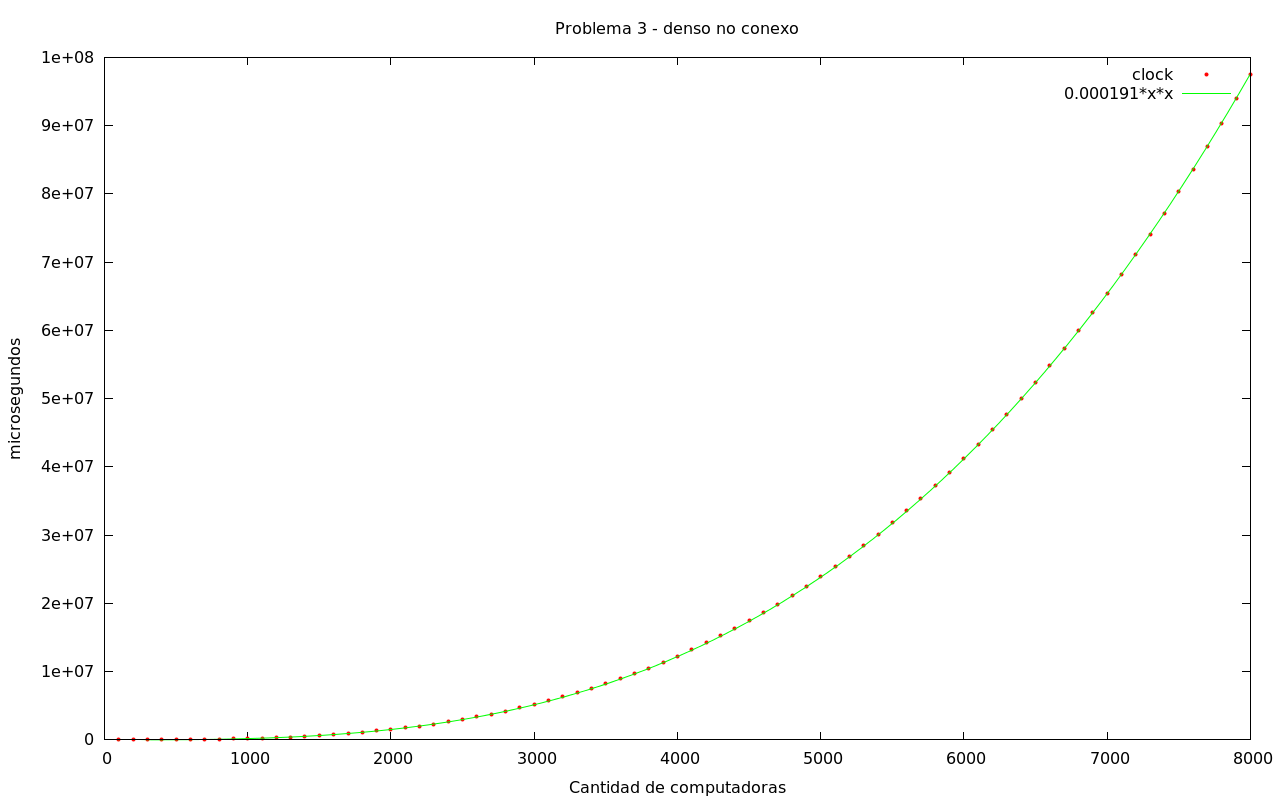 Problema 3 - denso no conexo
clock
0.000191*x*x
1e+08
9e+07
8e+07
7e+07
6e+07
5e+07
4e+07
3e+07
2e+07
1e+07
0
microsegundos
0 1000 2000 3000 4000 5000 6000 7000 8000
Cantidad de computadoras